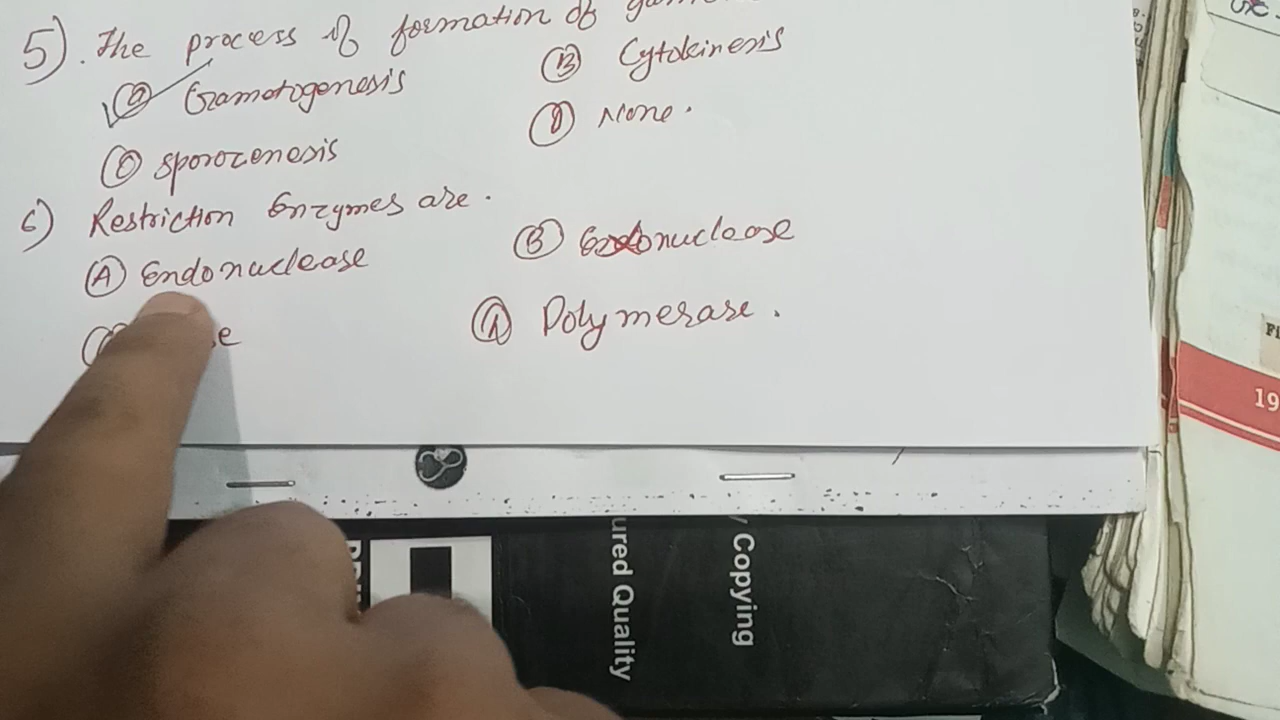 5). The process of formation of
ⓐ Gametogenesis Ⓑ Cytokinesis
Ⓒ sporozenesis Ⓓ None.
6) Restriction Enzymes are.
Ⓐ Endonuclease Ⓑ Exonuclease
Polymerase.
ured Quality
Copying
19